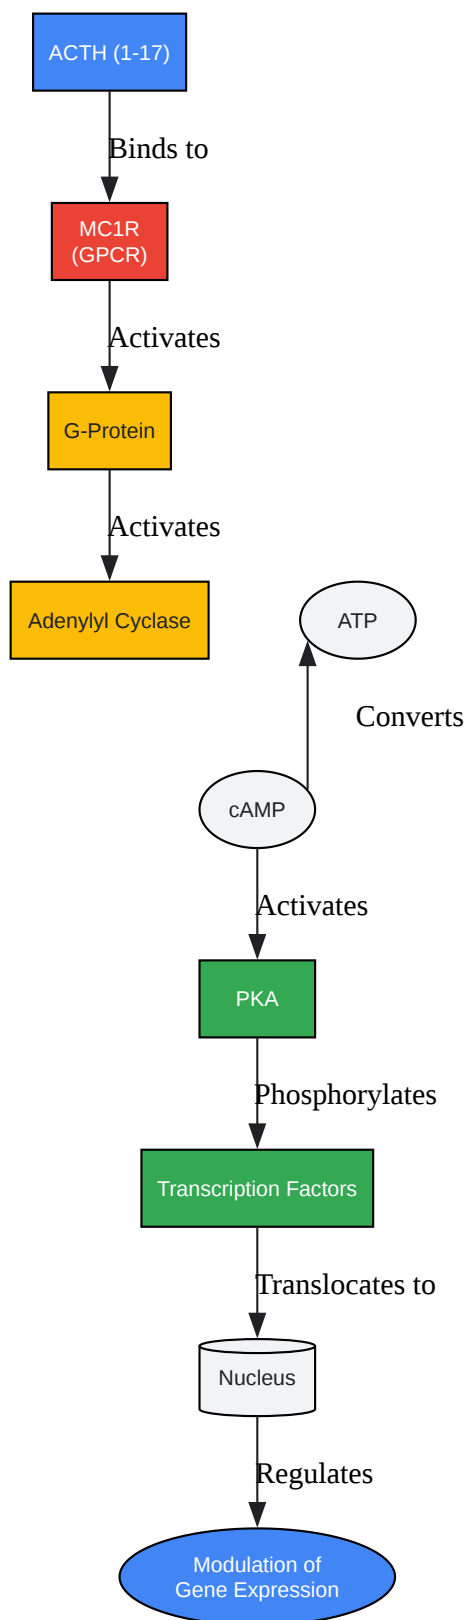 ACTH (1-17)
Binds to
MC1R
(GPCR)
Activates
G-Protein
Activates
Adenylyl Cyclase
ATP
Converts
cAMP
Activates
PKA
Phosphorylates
Transcription Factors
Translocates to
Nucleus
Regulates
Modulation of
Gene Expression